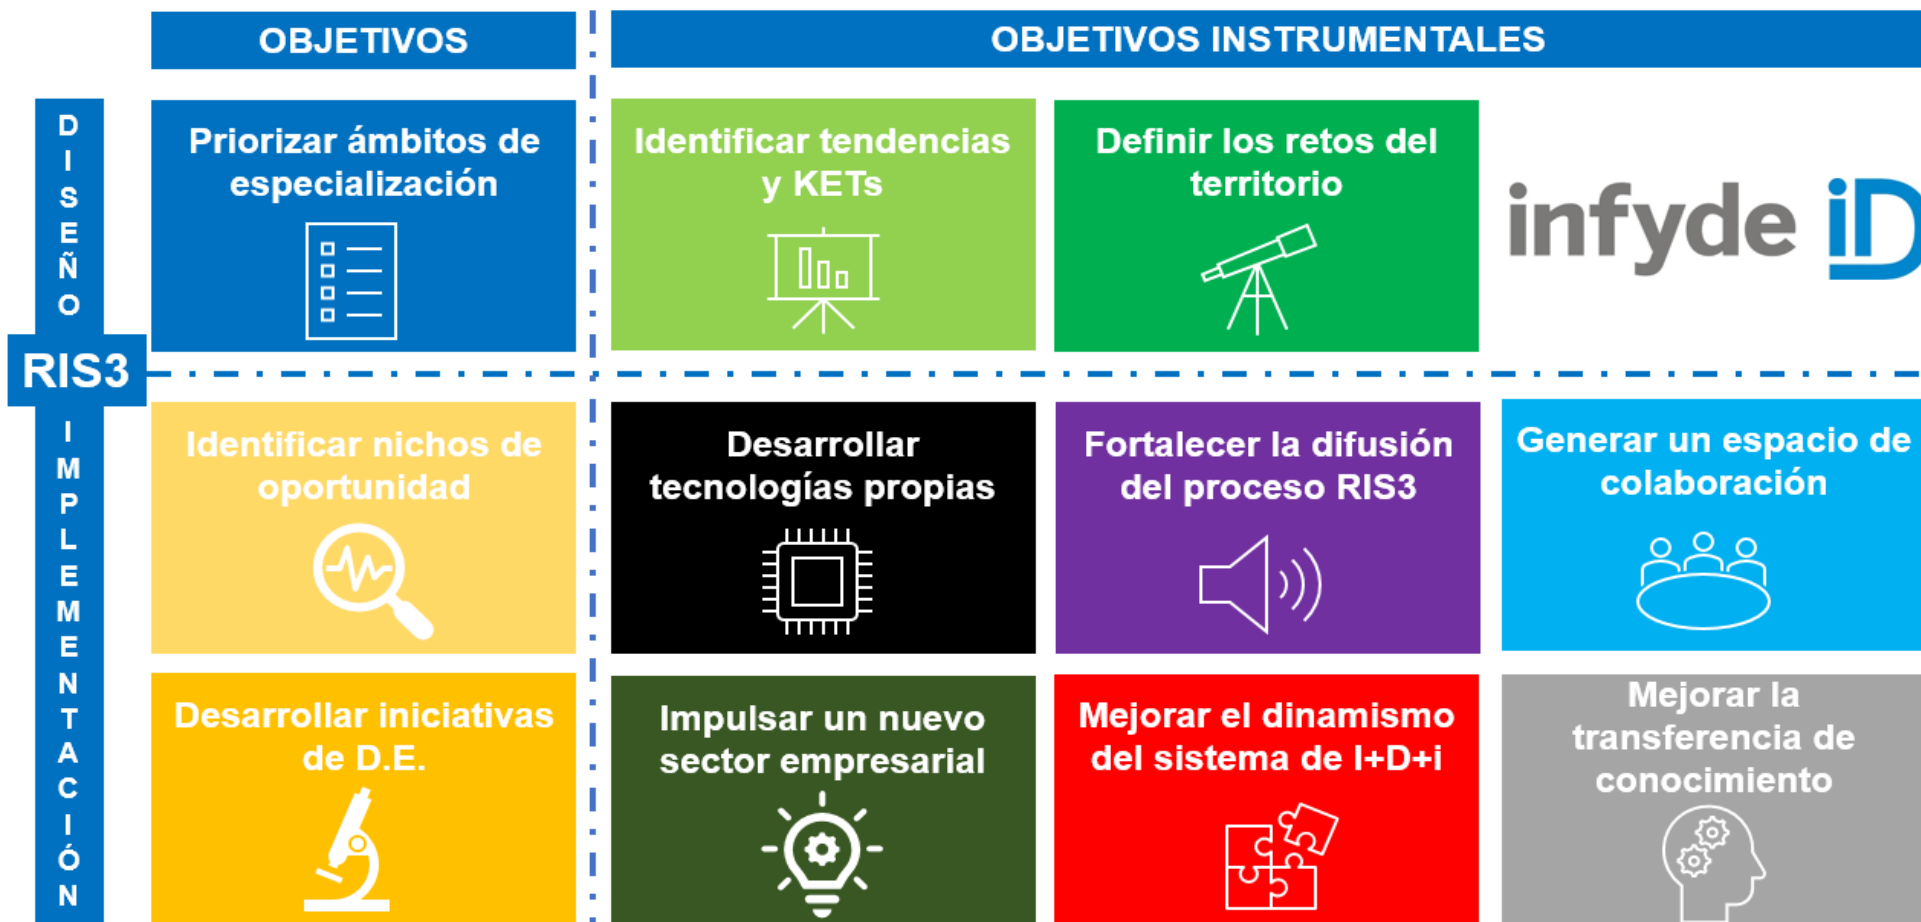 OBJETIVOS
OBJETIVOS INSTRUMENTALES
DISEÑO
Priorizar ámbitos de
especialización
Identificar tendencias
y KETs
Definir los retos del
territorio
infyde iD
RIS3
IMPLEMENTACIÓN
Identificar nichos de
oportunidad
Desarrollar
tecnologías propias
Fortalecer la difusión
del proceso RIS3
Generar un espacio de
colaboración
Desarrollar iniciativas
de D.E.
Impulsar un nuevo
sector empresarial
Mejorar el dinamismo
del sistema de I+D+i
Mejorar la
transferencia de
conocimiento